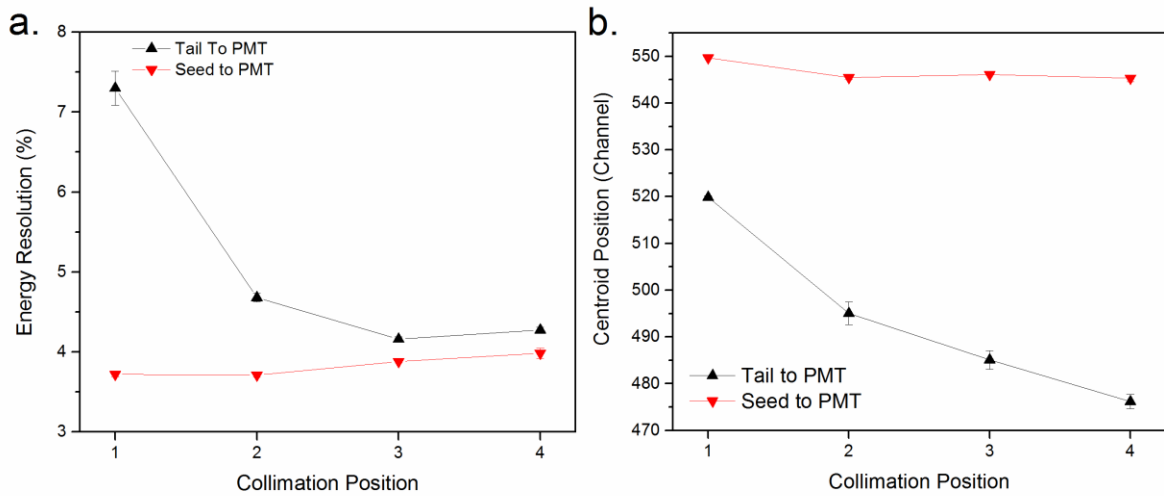 a.
8
7
6
5
4
3
Energy Resolution (%)
Tail To PMT
Seed to PMT
1 2 3 4
Collimation Position
b.
550
540
530
520
510
500
490
480
470
Centroid Position (Channel)
Tail to PMT
Seed to PMT
1 2 3 4
Collimation Position